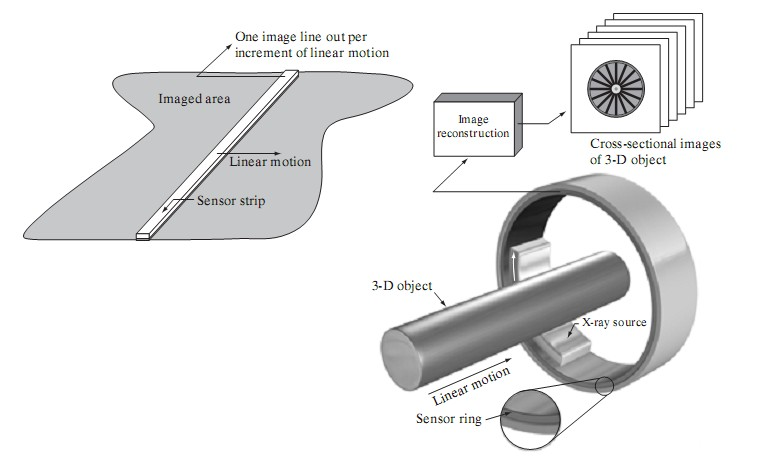 One image line out per
increment of linear motion
Imaged area
Linear motion
Sensor strip
Image
reconstruction
Cross-sectional images
of 3-D object
3-D object
X-ray source
Linear motion
Sensor ring